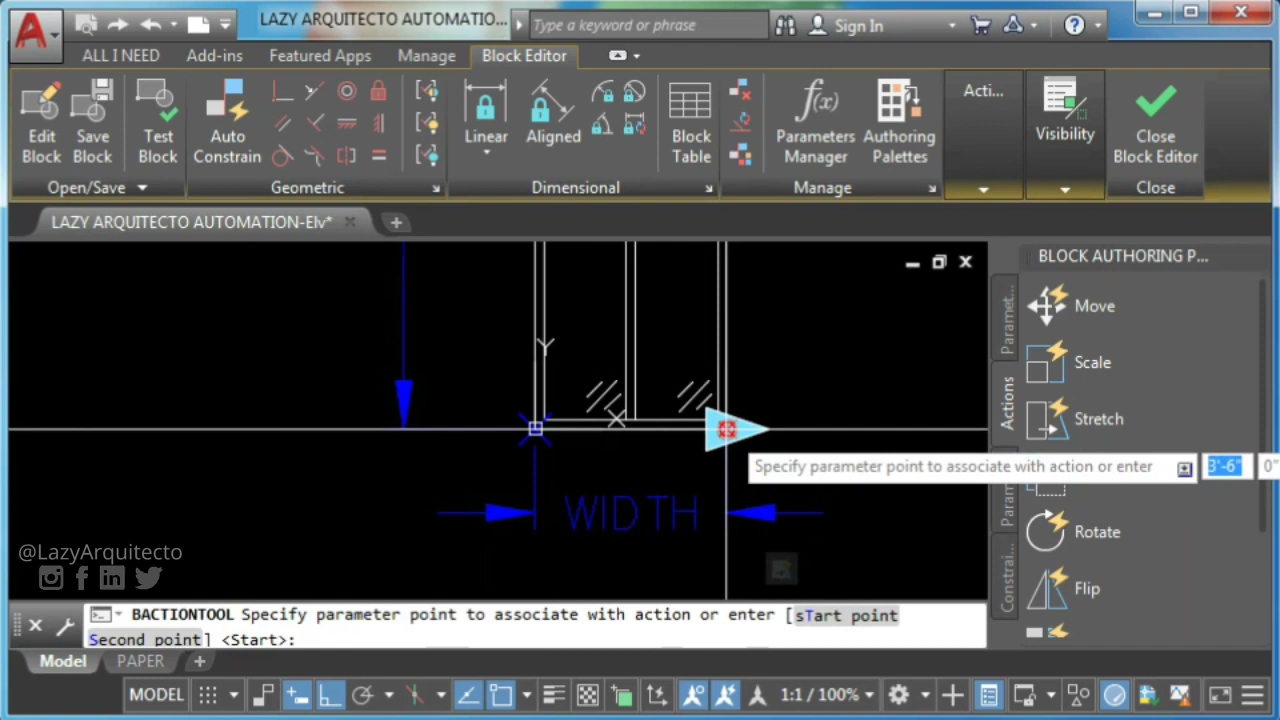 LAZY ARQUITECTO AUTOMATIO...
Type a keyword or phrase
Sign In
ALL I NEED
Add-ins
Featured Apps
Manage
Block Editor
Edit
Block
Save
Block
Test
Block
Auto
Constrain
Linear
Aligned
Block
Table
f(x)
Parameters
Manager
Authoring
Palettes
Acti...
Visibility
Close
Block Editor
Open/Save
Geometric
Dimensional
Manage
Close
LAZY ARQUITECTO AUTOMATION-Elv*
BLOCK AUTHORING P...
Paramet...
Actions
Param
Constrai...
Move
Scale
Stretch
Rotate
Flip
Y
X
Specify parameter point to associate with action or enter
3'-6"
0"
WIDTH
@LazyArquitecto
BACTIONTOOL Specify parameter point to associate with action or enter [sTart point
Second point] <Start>:
Model
PAPER
MODEL
1:1 / 100%